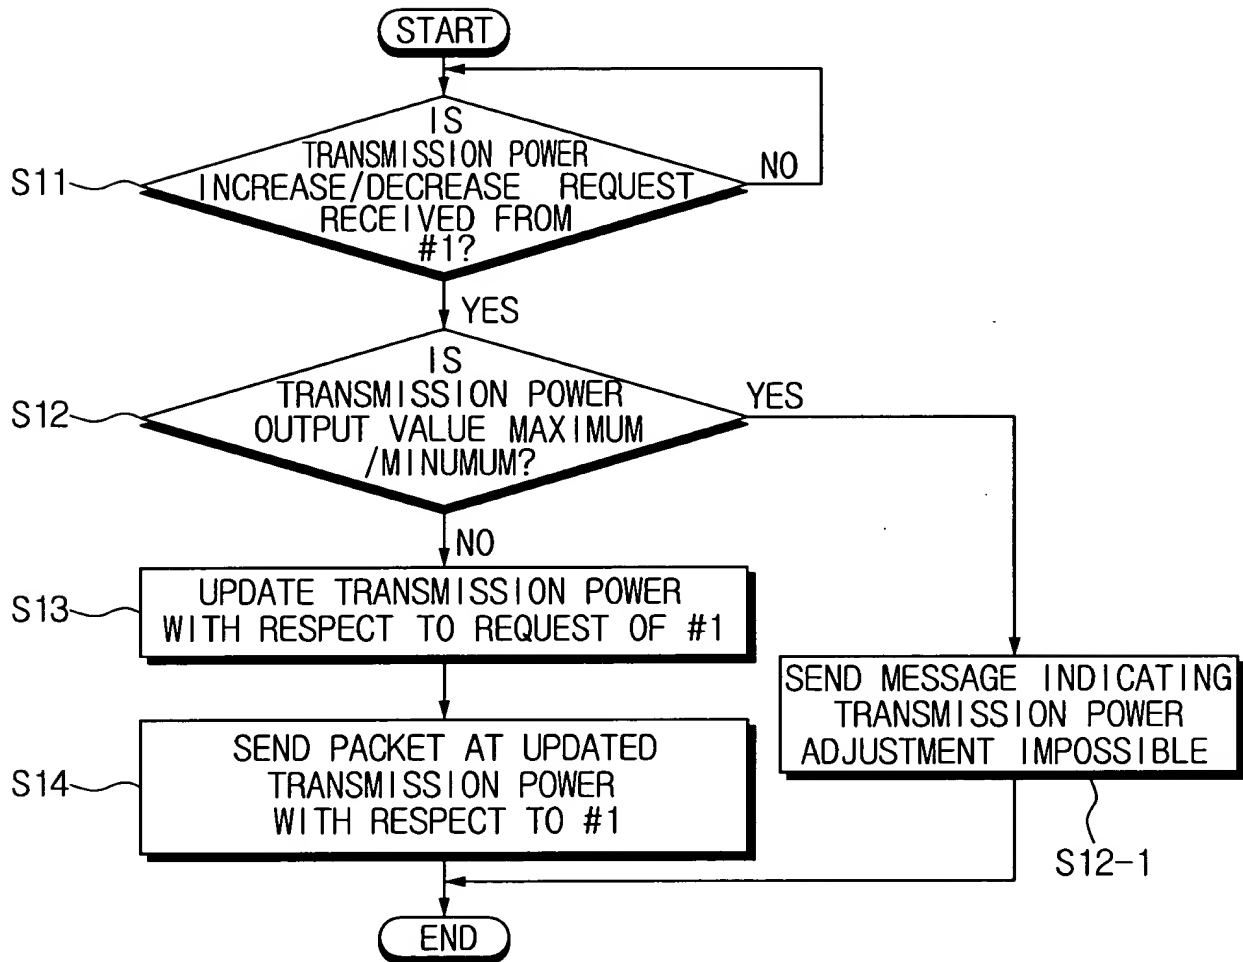 START
IS
TRANSMISSION POWER
INCREASE/DECREASE REQUEST
RECEIVED FROM
#1?
S11
NO
YES
IS
TRANSMISSION POWER
OUTPUT VALUE MAXIMUM
/MINUMUM?
S12
YES
NO
UPDATE TRANSMISSION POWER
WITH RESPECT TO REQUEST OF #1
S13
SEND MESSAGE INDICATING
TRANSMISSION POWER
ADJUSTMENT IMPOSSIBLE
S12-1
SEND PACKET AT UPDATED
TRANSMISSION POWER
WITH RESPECT TO #1
S14
END